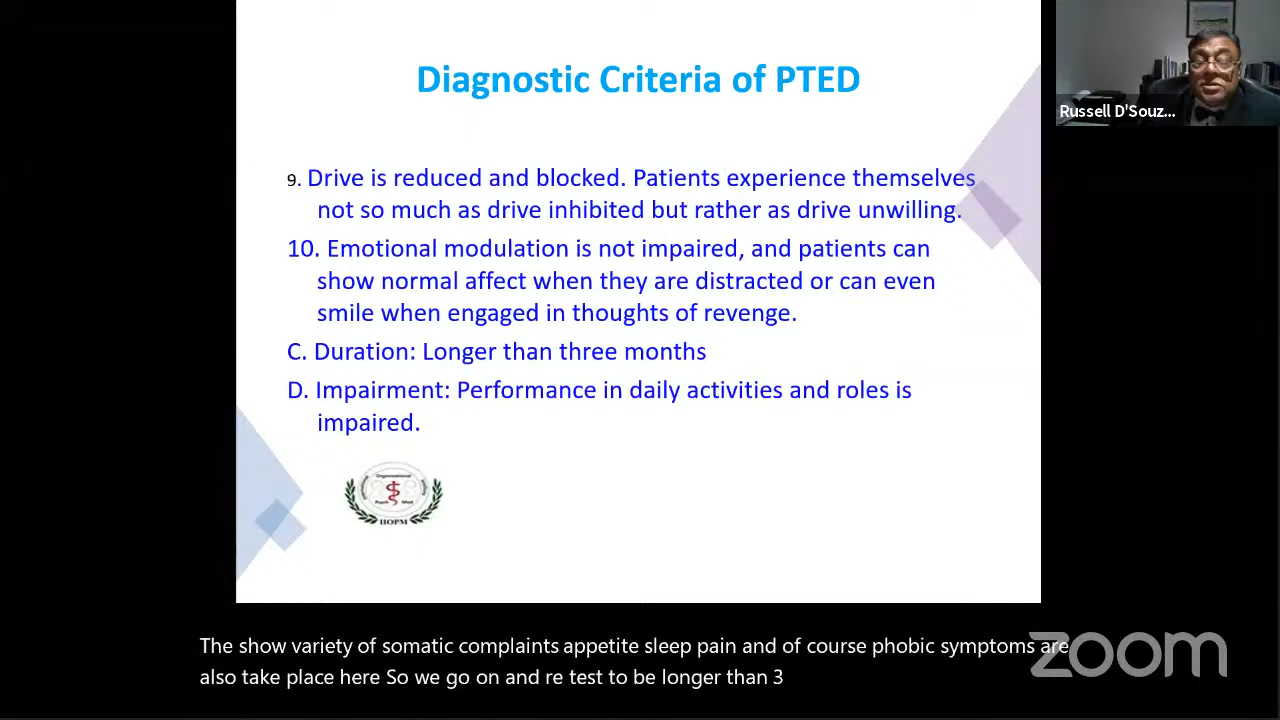 Diagnostic Criteria of PTED
Russell D'Souz...
9. Drive is reduced and blocked. Patients experience themselves
not so much as drive inhibited but rather as drive unwilling.
10. Emotional modulation is not impaired, and patients can
show normal affect when they are distracted or can even
smile when engaged in thoughts of revenge.
C. Duration: Longer than three months
D. Impairment: Performance in daily activities and roles is
impaired.
Organizational
IIOPM
The show variety of somatic complaints appetite sleep pain and of course phobic symptoms are
also take place here So we go on and re test to be longer than 3
zoom